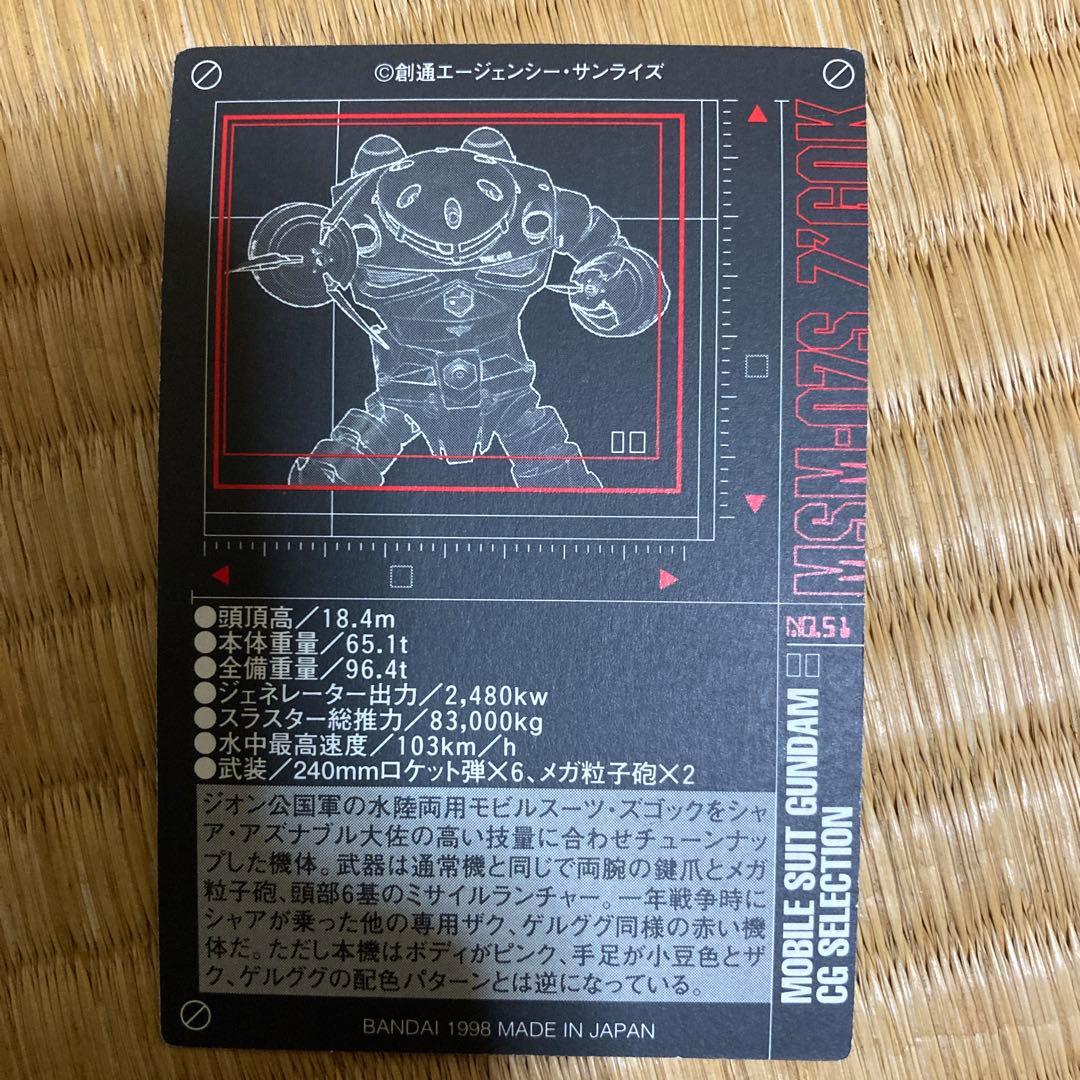 ©創通エージェンシー・サンライズ
MSM-07S Z'GOK
NO.51
MOBILE SUIT GUNDAM
CG SELECTION
●頭頂高／18.4m
●本体重量／65.1t
●全備重量／96.4t
●ジェネレーター出力／2,480kw
●スラスター総推力／83,000kg
●水中最高速度／103km／h
●武装／240mmロケット弾×6、メガ粒子砲×2
ジオン公国軍の水陸両用モビルスーツ・ズゴックをシャ
ア・アズナブル大佐の高い技量に合わせチューンナッ
プした機体。武器は通常機と同じで両腕の鍵爪とメガ
粒子砲、頭部6基のミサイルランチャー。一年戦争時に
シャアが乗った他の専用ザク、ゲルググ同様の赤い機
体だ。ただし本機はボディがピンク、手足が小豆色とザ
ク、ゲルググの配色パターンとは逆になっている。
BANDAI 1998 MADE IN JAPAN